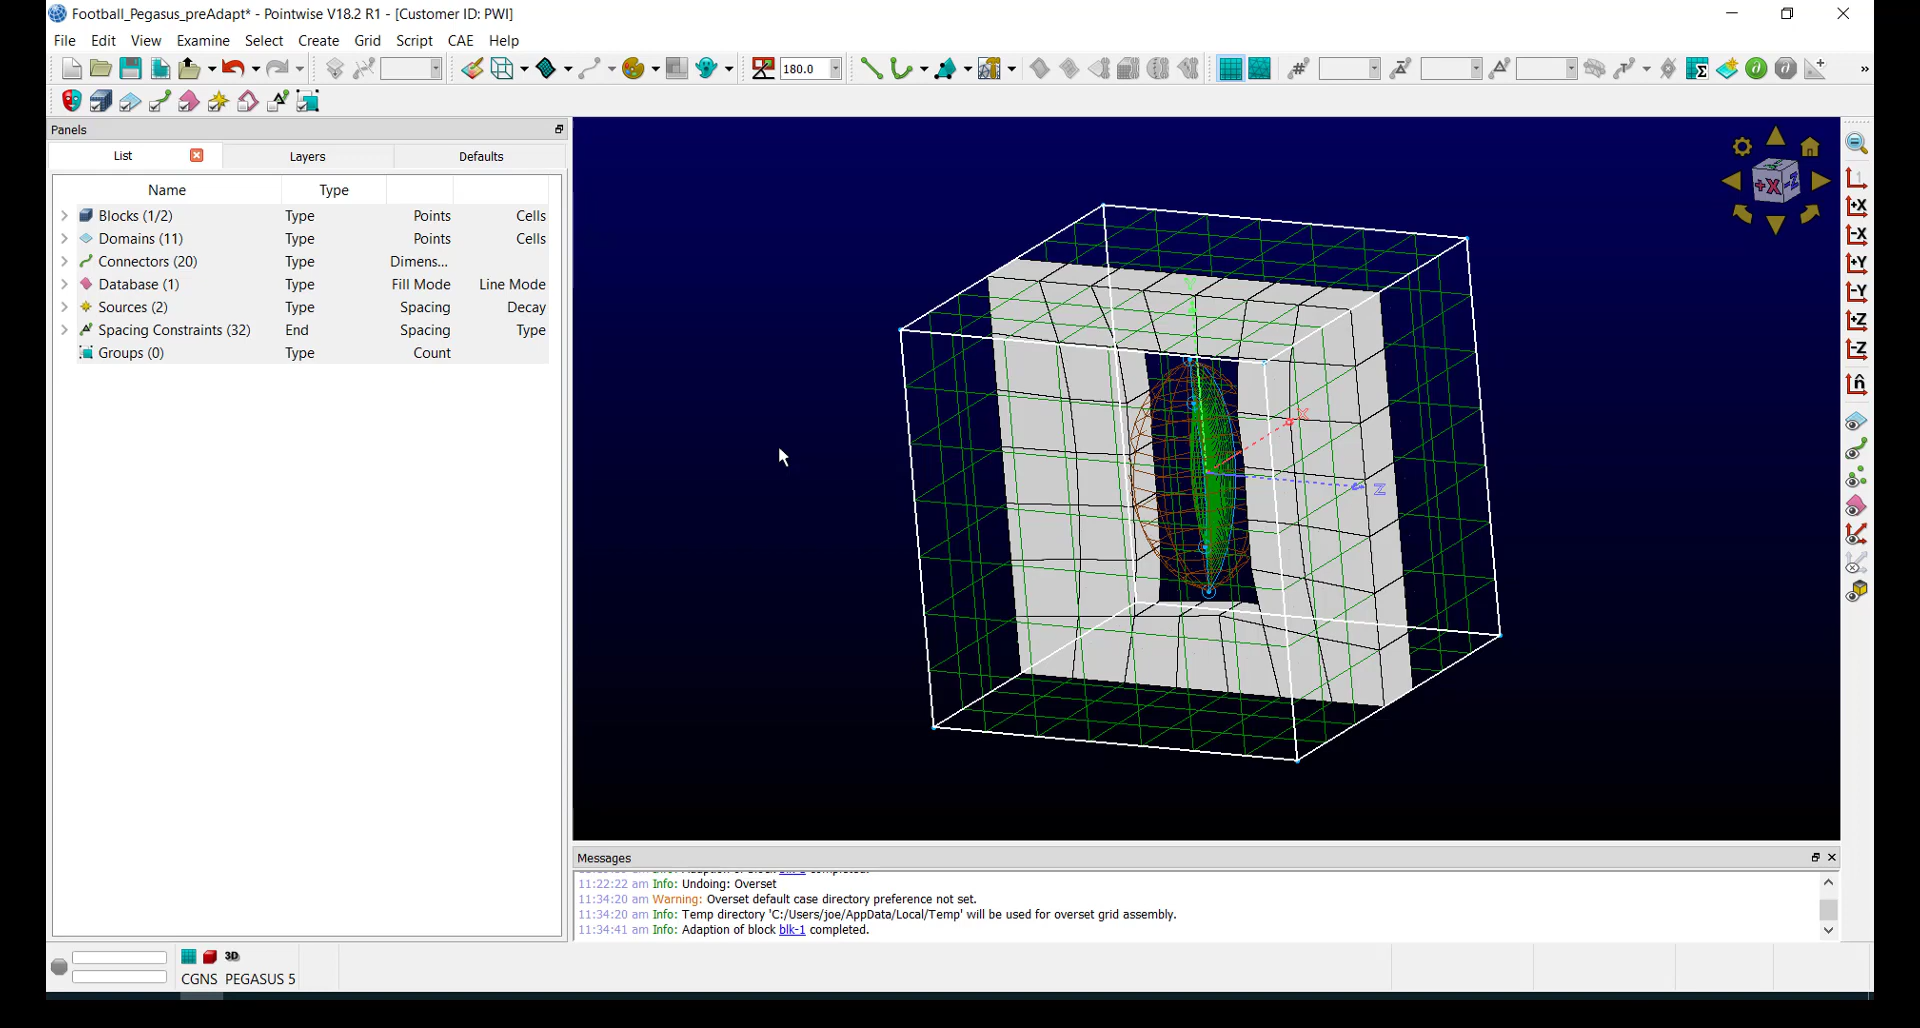 Football_Pegasus_preAdapt* - Pointwise V18.2 R1 - [Customer ID: PWI]
File Edit View Examine Select Create Grid Script CAE Help
180.0
Panels
List Layers Defaults
Name Type
Blocks (1/2) Type Points Cells
Domains (11) Type Points Cells
Connectors (20) Type Dimens...
Database (1) Type Fill Mode Line Mode
Sources (2) Type Spacing Decay
Spacing Constraints (32) End Spacing Type
Groups (0) Type Count
Y
X
Z
+X -Z
1
+X
-X
+Y
-Y
+Z
-Z
n̂
Messages
11:22:22 am Info: Undoing: Overset
11:34:20 am Warning: Overset default case directory preference not set.
11:34:20 am Info: Temp directory 'C:/Users/joe/AppData/Local/Temp' will be used for overset grid assembly.
11:34:41 am Info: Adaption of block blk-1 completed.
3D
CGNS PEGASUS 5